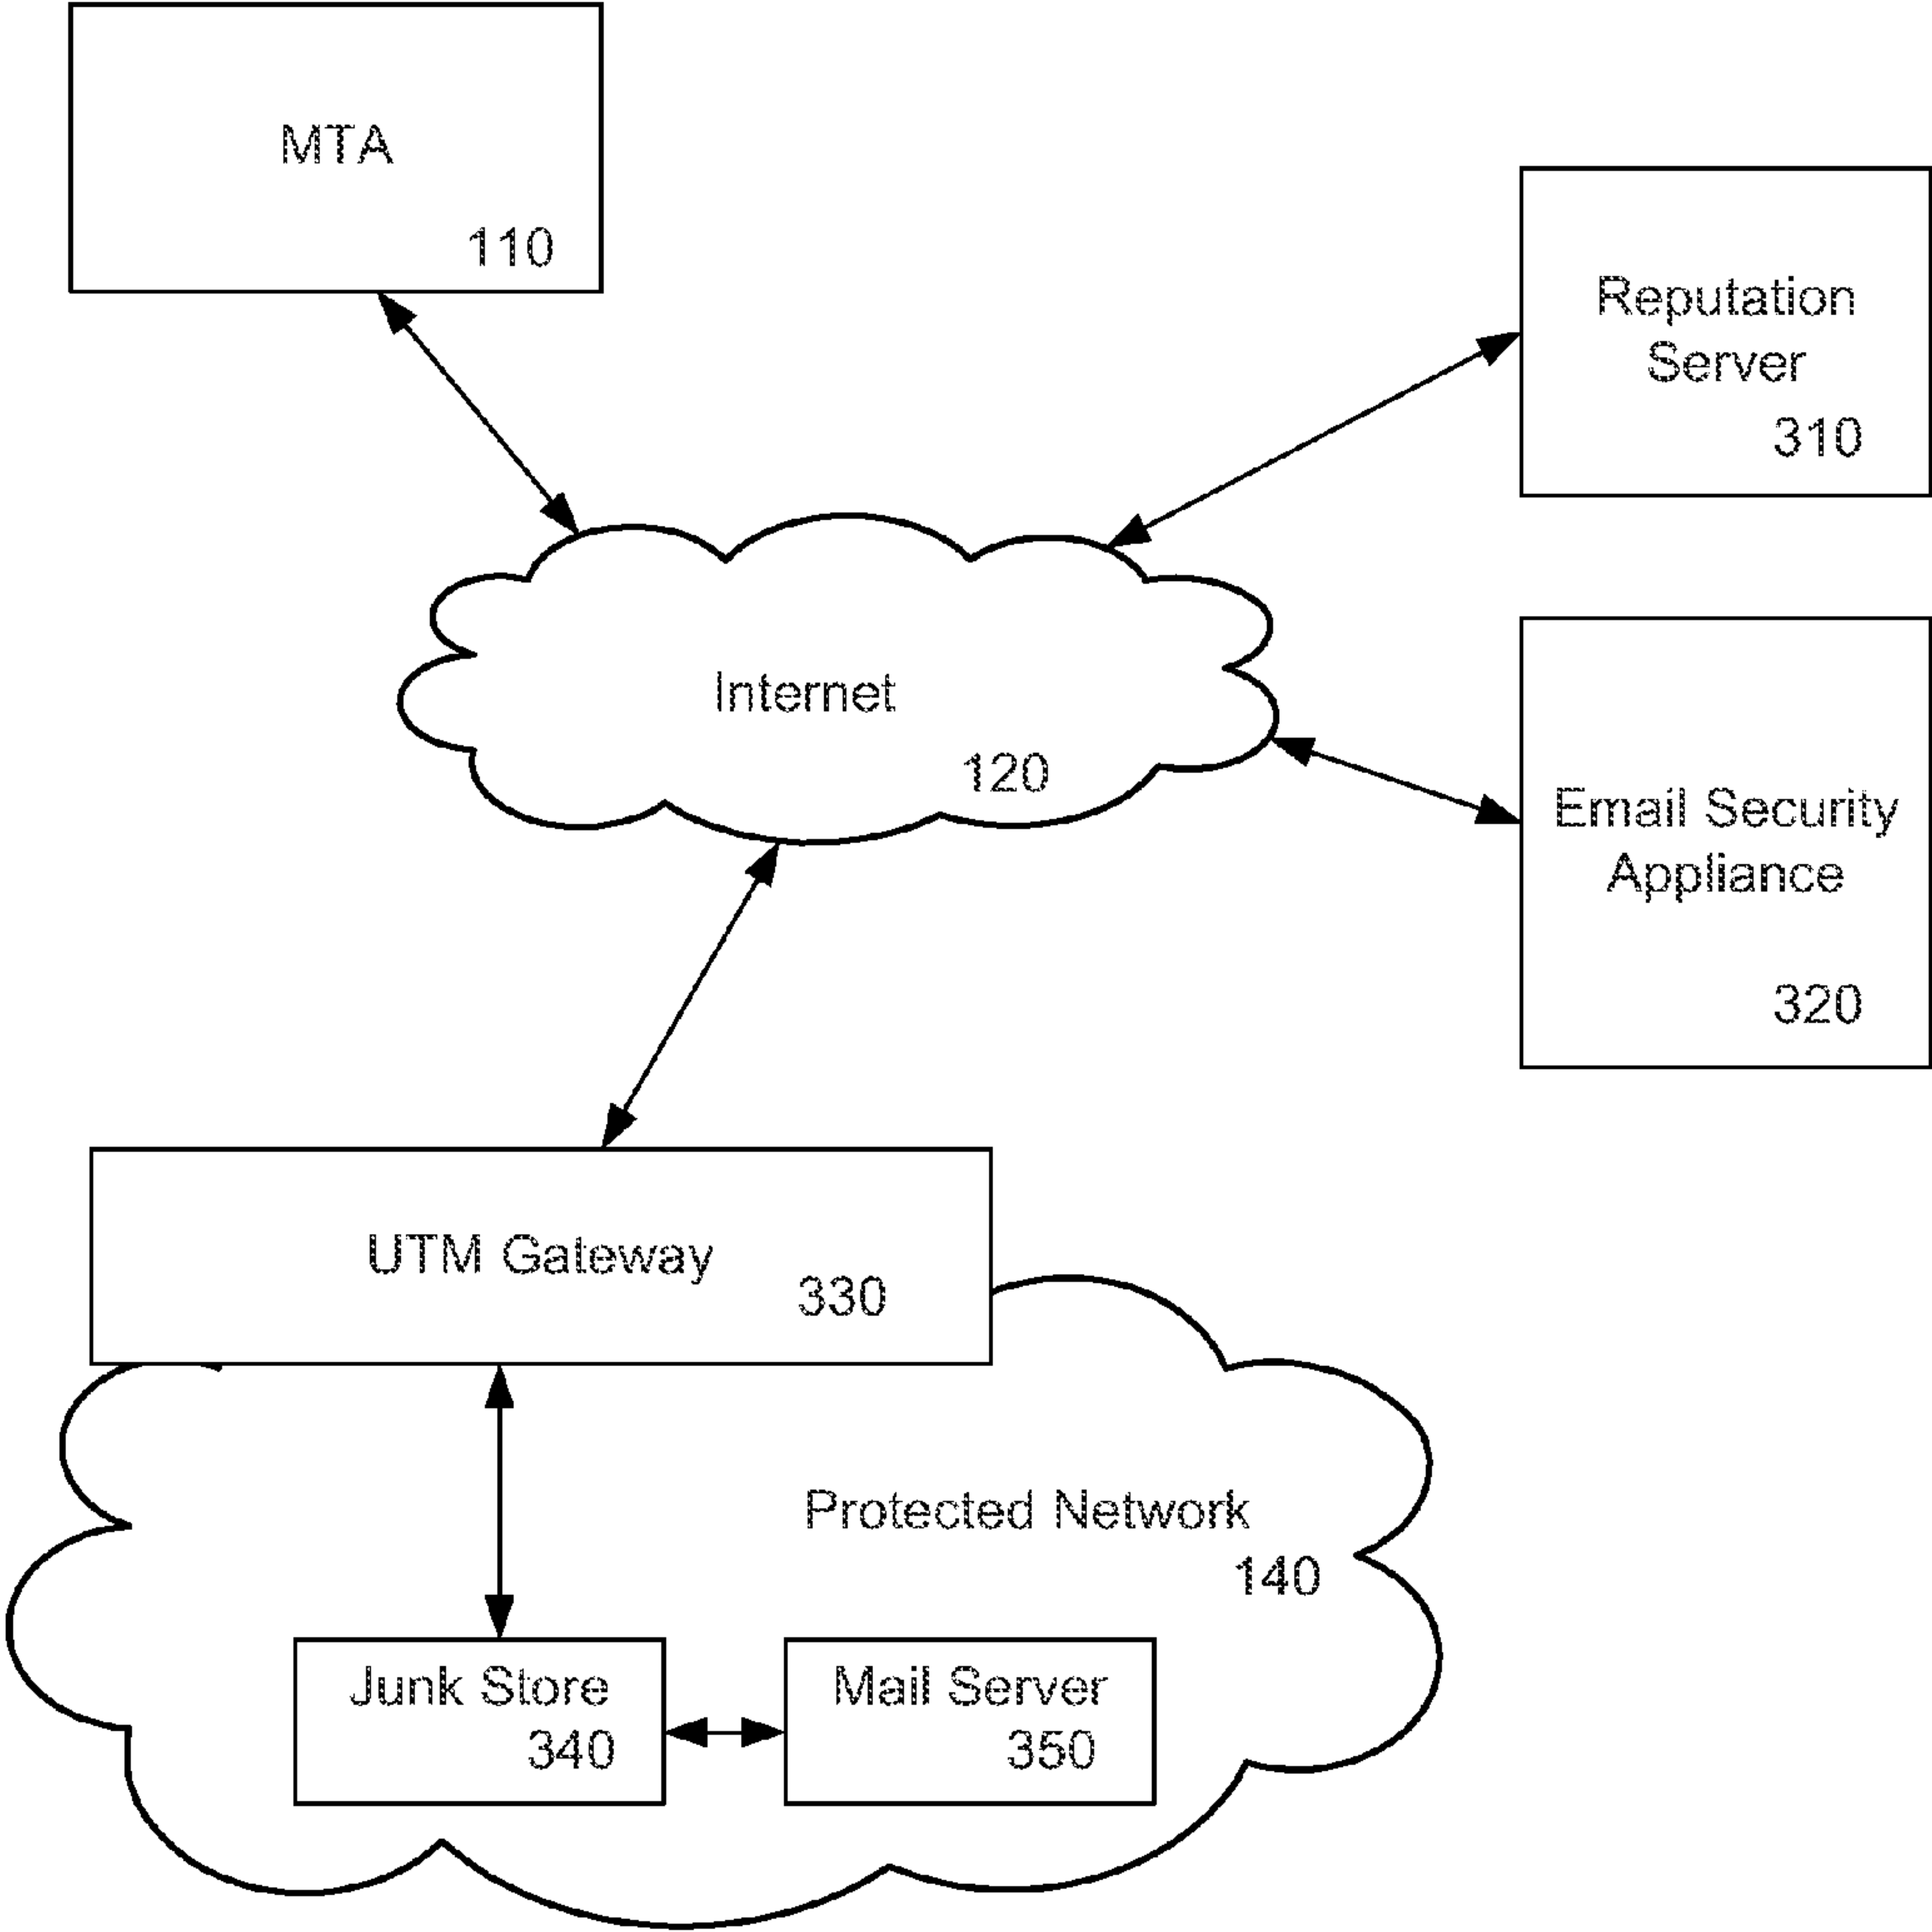 MTA
110
Reputation
Server
310
Internet
120
Email Security
Appliance
320
UTM Gateway
330
Protected Network
140
Junk Store
340
Mail Server
350